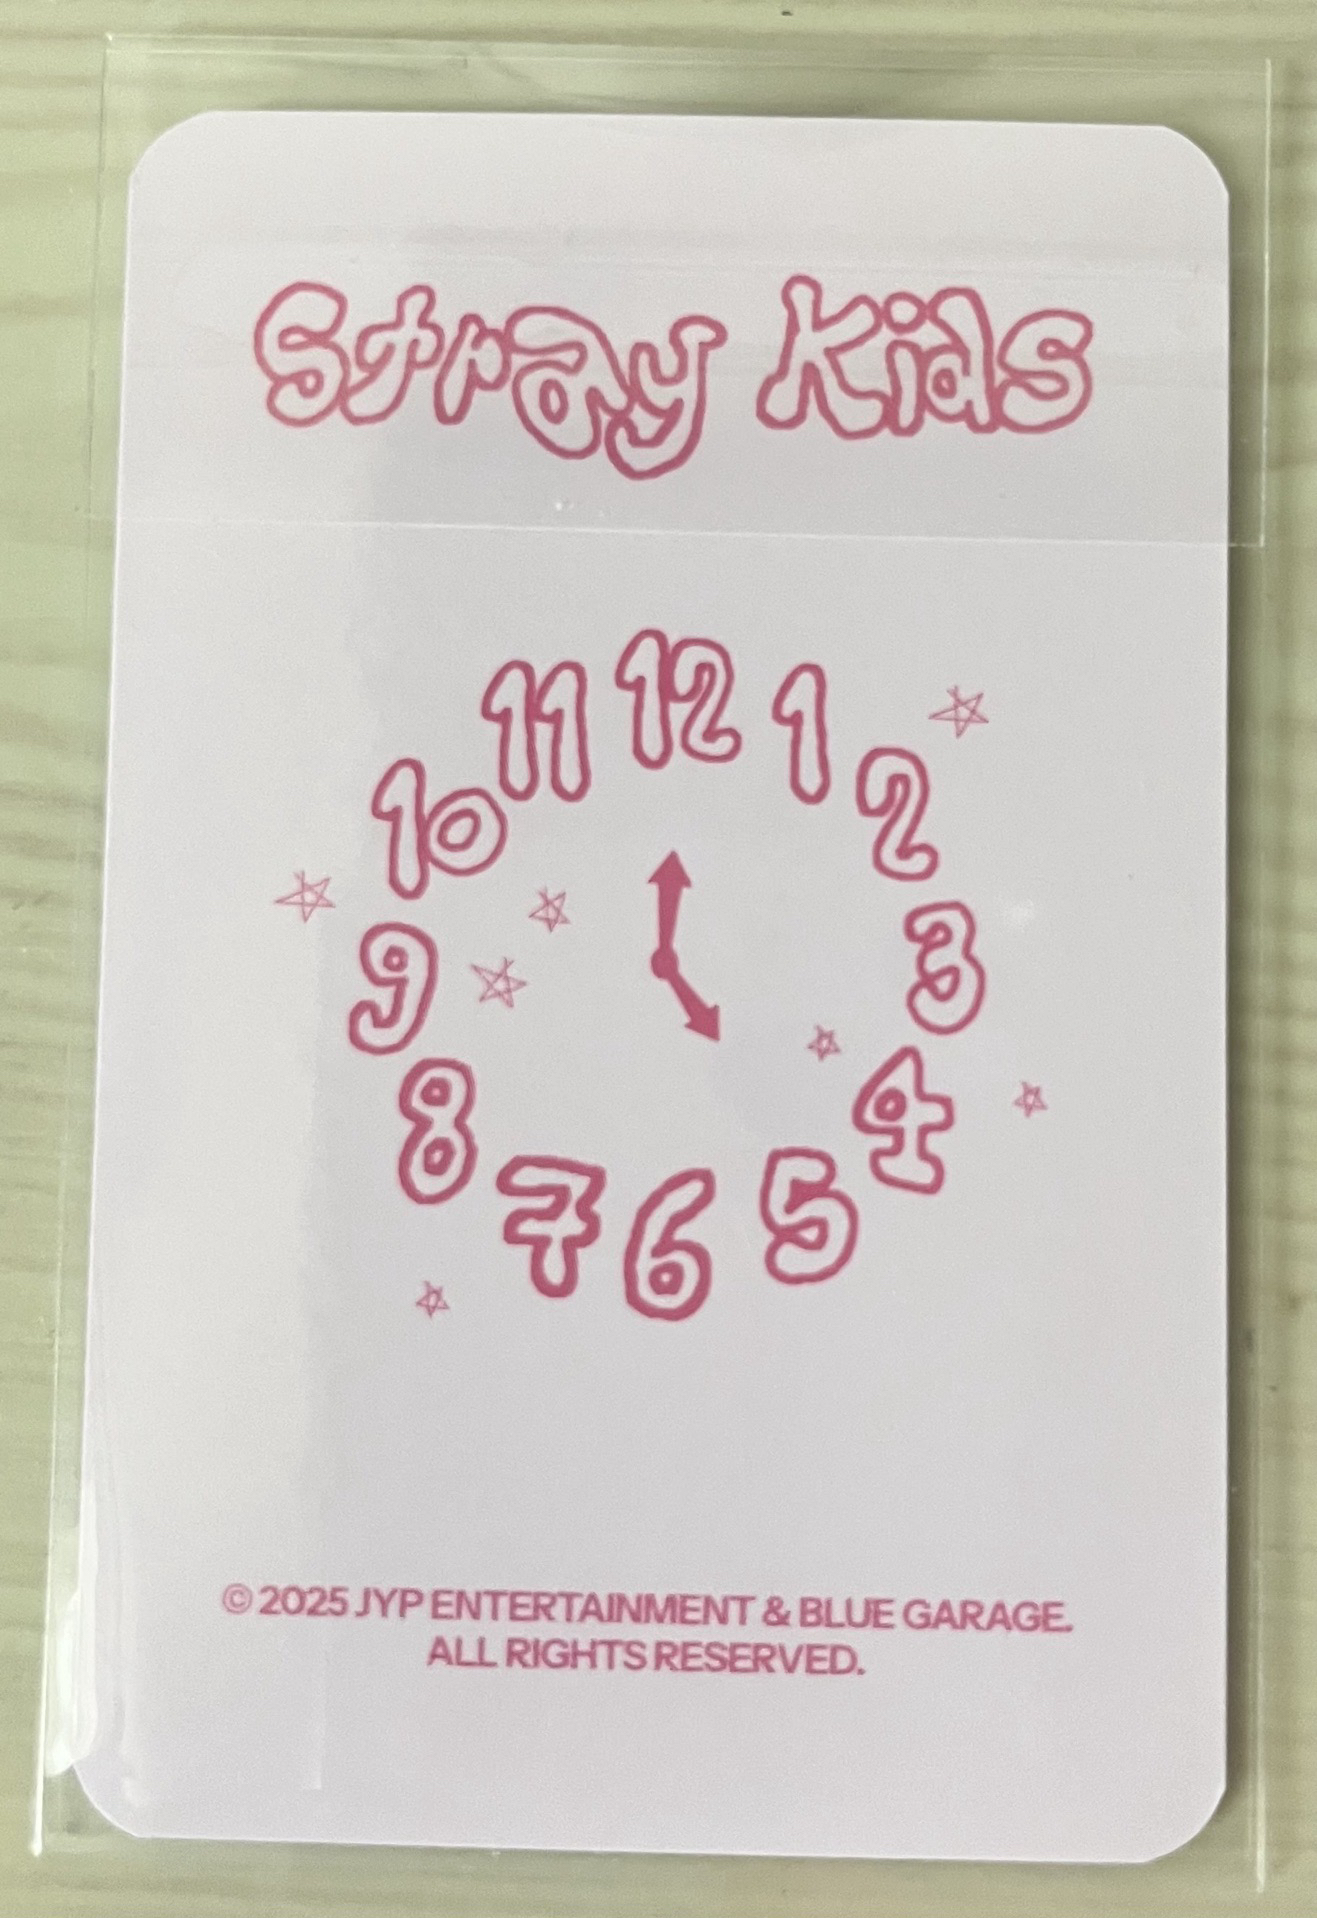 Stray Kids
11 12 1
10 2
9 3
8 4
7 6 5
© 2025 JYP ENTERTAINMENT & BLUE GARAGE.
ALL RIGHTS RESERVED.